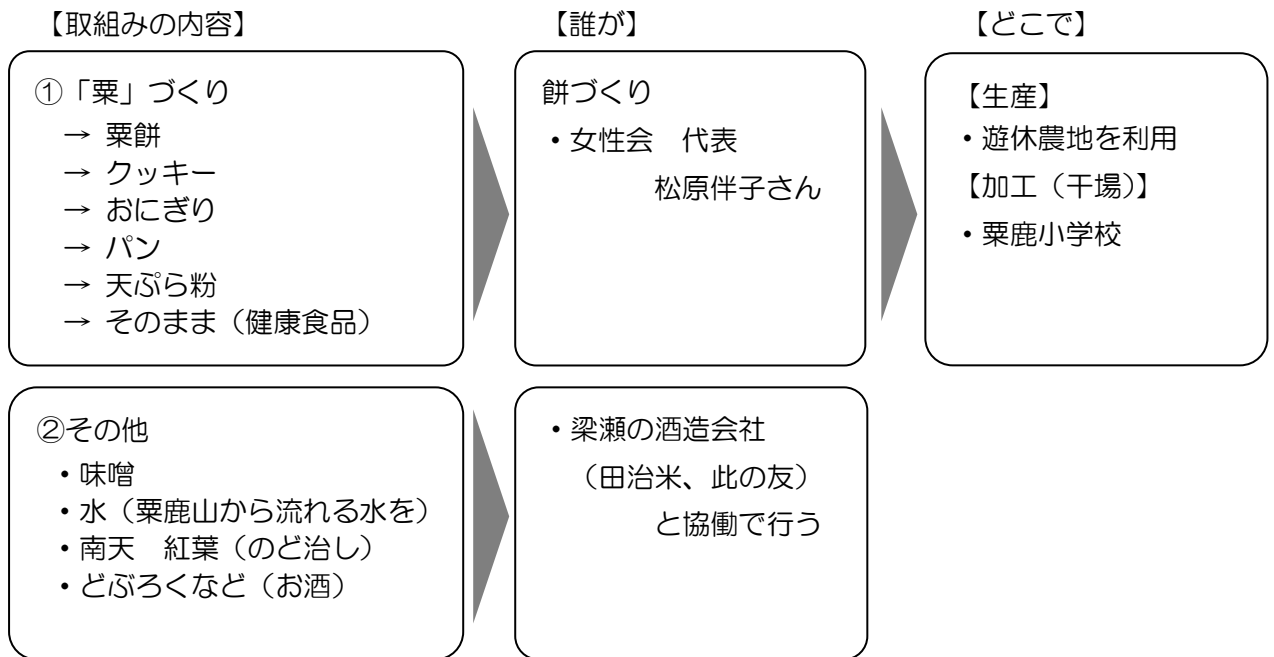 【取組みの内容】
【誰が】
【どこで】
①「粟」づくり
→ 粟餅
→ クッキー
→ おにぎり
→ パン
→ 天ぷら粉
→ そのまま（健康食品）
餅づくり
・女性会　代表
松原伴子さん
【生産】
・遊休農地を利用
【加工（干場）】
・粟鹿小学校
②その他
・味噌
・水（粟鹿山から流れる水を）
・南天　紅葉（のど治し）
・どぶろくなど（お酒）
・梁瀬の酒造会社
（田治米、此の友）
と協働で行う